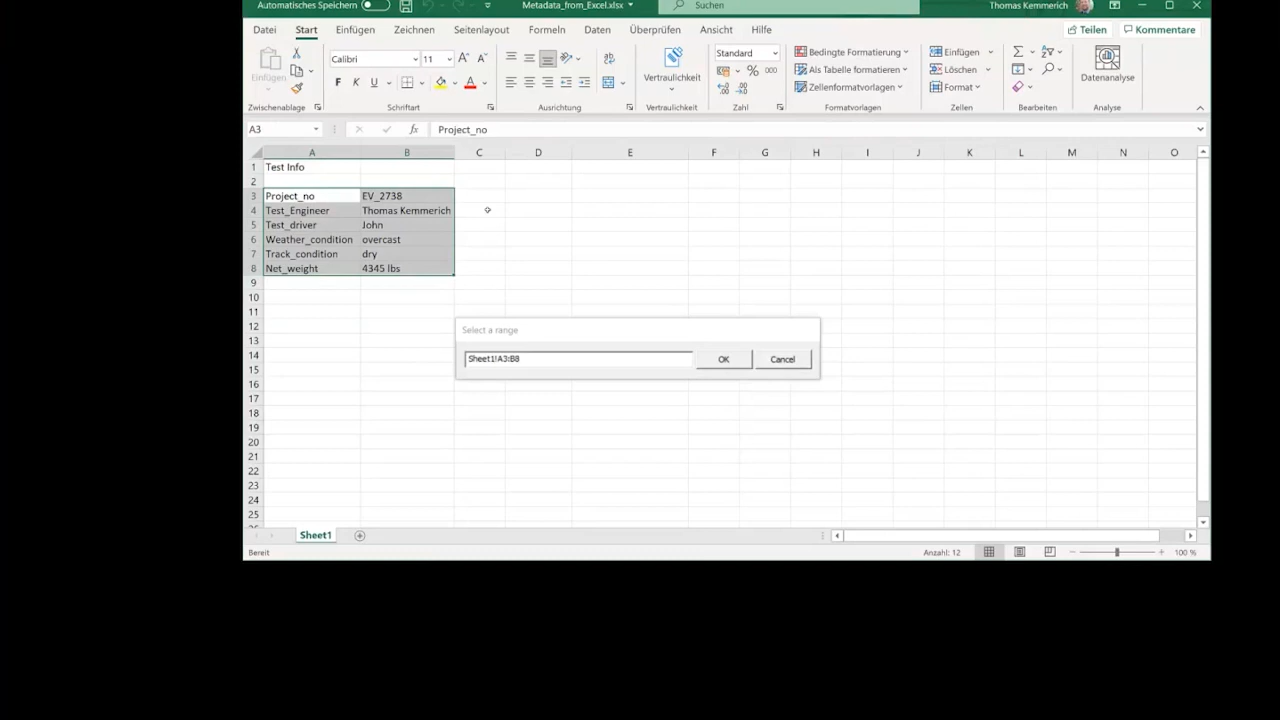 Automatisches Speichern Metadata_from_Excel.xlsx Suchen Thomas Kemmerich
Datei Start Einfügen Zeichnen Seitenlayout Formeln Daten Überprüfen Ansicht Hilfe Teilen Kommentare
Einfügen Calibri 11 A A Vertraulichkeit Standard Bedingte Formatierung Einfügen Datenanalyse
% 000 Als Tabelle formatieren Löschen
F K U A Zellenformatvorlagen Format
Zwischenablage Schriftart Ausrichtung Vertraulichkeit Zahl Formatvorlagen Zellen Bearbeiten Analyse
A3 fx Project_no
A B C D E F G H I J K L M N O
1 Test Info
2
3 Project_no EV_2738
4 Test_Engineer Thomas Kemmerich
5 Test_driver John
6 Weather_condition overcast
7 Track_condition dry
8 Net_weight 4345 lbs
9
10
11
12 Select a range
13
14 Sheet1!A3:B8 OK Cancel
15
16
17
18
19
20
21
22
23
24
25
Sheet1
Bereit Anzahl: 12 100 %